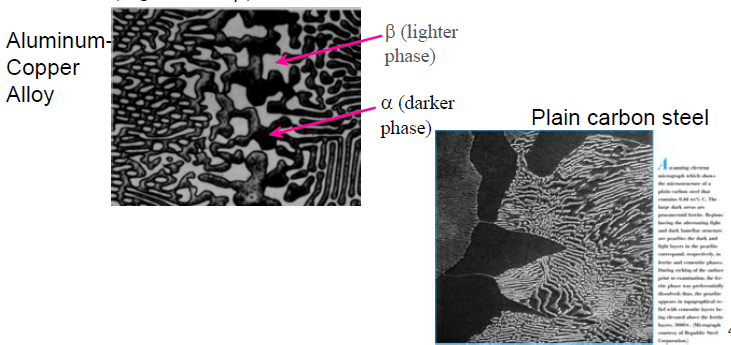 Aluminum-
Copper
Alloy
β (lighter
phase)
α (darker
phase)
Plain carbon steel
A scanning electron
micrograph which shows
the microstructure of a
plain carbon steel that
contains 0.44 wt% C. The
large dark areas are
proeutectoid ferrite. Regions
having the alternating light
and dark lamellar structure
are pearlite; the dark and
light layers in the pearlite
correspond, respectively, to
ferrite and cementite phases.
During etching of the surface
prior to examination, the fer-
rite phase was preferentially
dissolved; thus, the pearlite
appears in topographical re-
lief with cementite layers be-
ing elevated above the ferrite
layers. 3000×. (Micrograph
courtesy of Republic Steel
Corporation.)